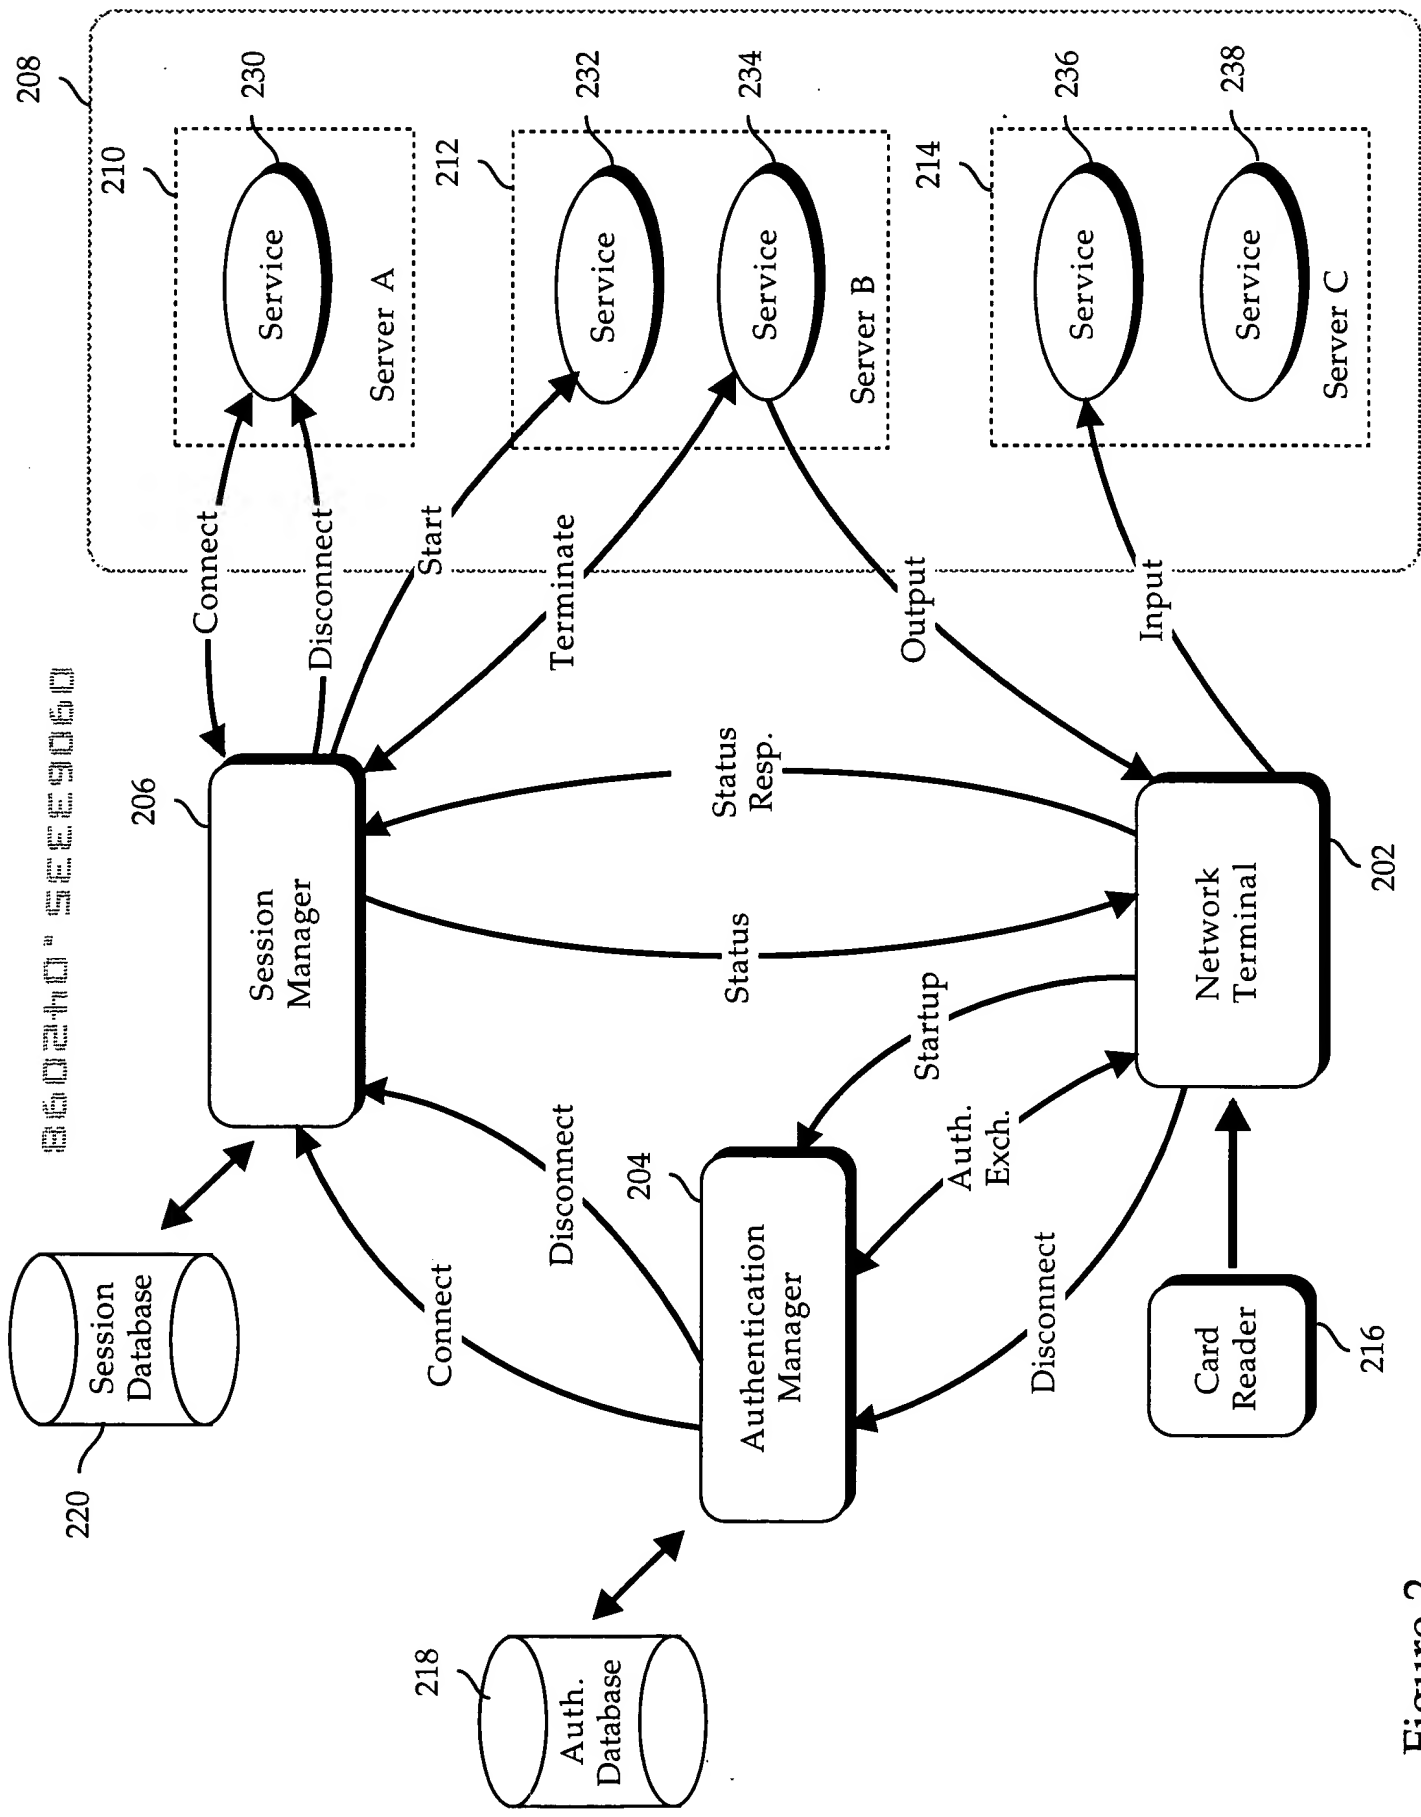 220
Session
Database
09063335.042098
208
210
206
Connect
230
Session
Manager
Service
Disconnect
Server A
218
Connect
Start
212
Auth.
Database
Disconnect
204
Terminate
232
Service
Authentication
Manager
Status
Status
Resp.
234
Service
Server B
Startup
Output
214
Auth.
Exch.
Disconnect
236
Service
Input
Card
Reader
Network
Terminal
238
Service
Server C
216
202
Figure 2